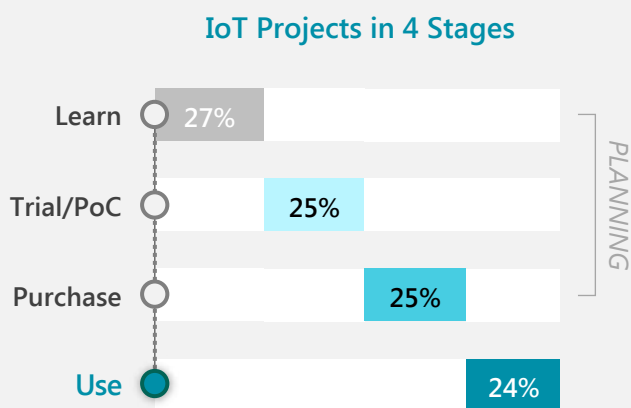 IoT Projects in 4 Stages
Learn 27%
Trial/PoC 25%
Purchase 25%
Use 24%
PLANNING